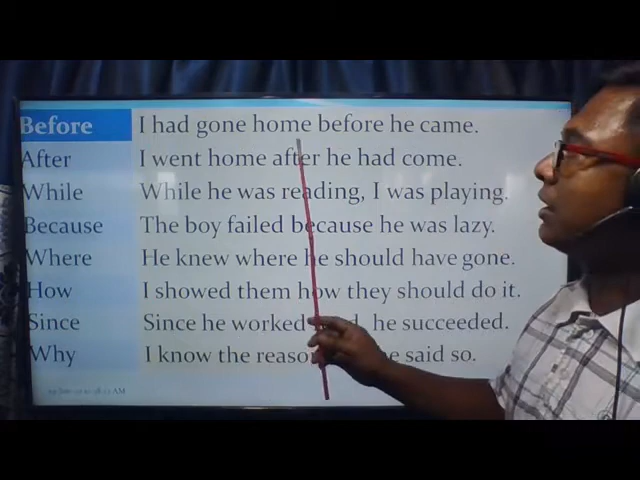 Before I had gone home before he came.
After I went home after he had come.
While While he was reading, I was playing.
Because The boy failed because he was lazy.
Where He knew where he should have gone.
How I showed them how they should do it.
Since Since he worked he succeeded.
Why I know the reason he said so.
AM